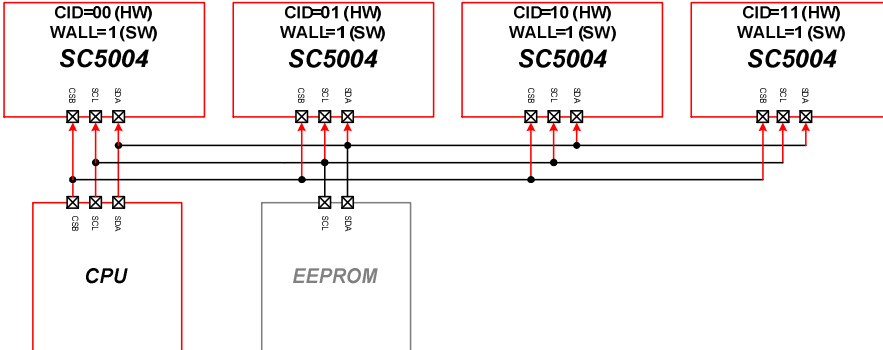 CID=00 (HW)
WALL=1 (SW)
SC5004
CSB
SCL
SDA
CID=01 (HW)
WALL=1 (SW)
SC5004
CSB
SCL
SDA
CID=10 (HW)
WALL=1 (SW)
SC5004
CSB
SCL
SDA
CID=11 (HW)
WALL=1 (SW)
SC5004
CSB
SCL
SDA
CSB
SCL
SDA
CPU
SCL
SDA
EEPROM